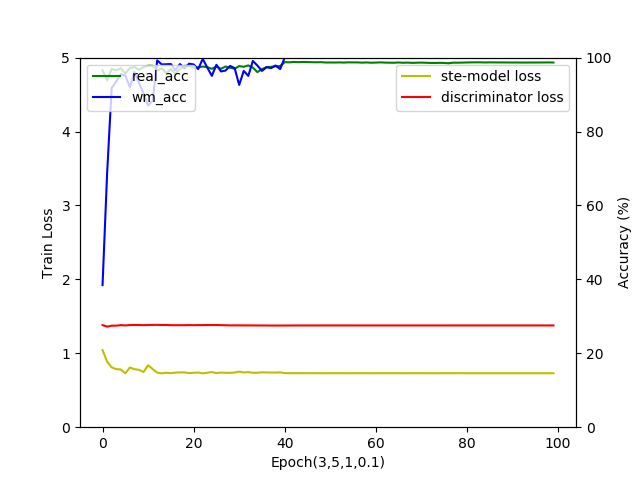 5
4
3
2
1
0
Train Loss
real_acc
wm_acc
ste-model loss
discriminator loss
100
80
60
40
20
0
Accuracy (%)
0 20 40 60 80 100
Epoch(3,5,1,0.1)